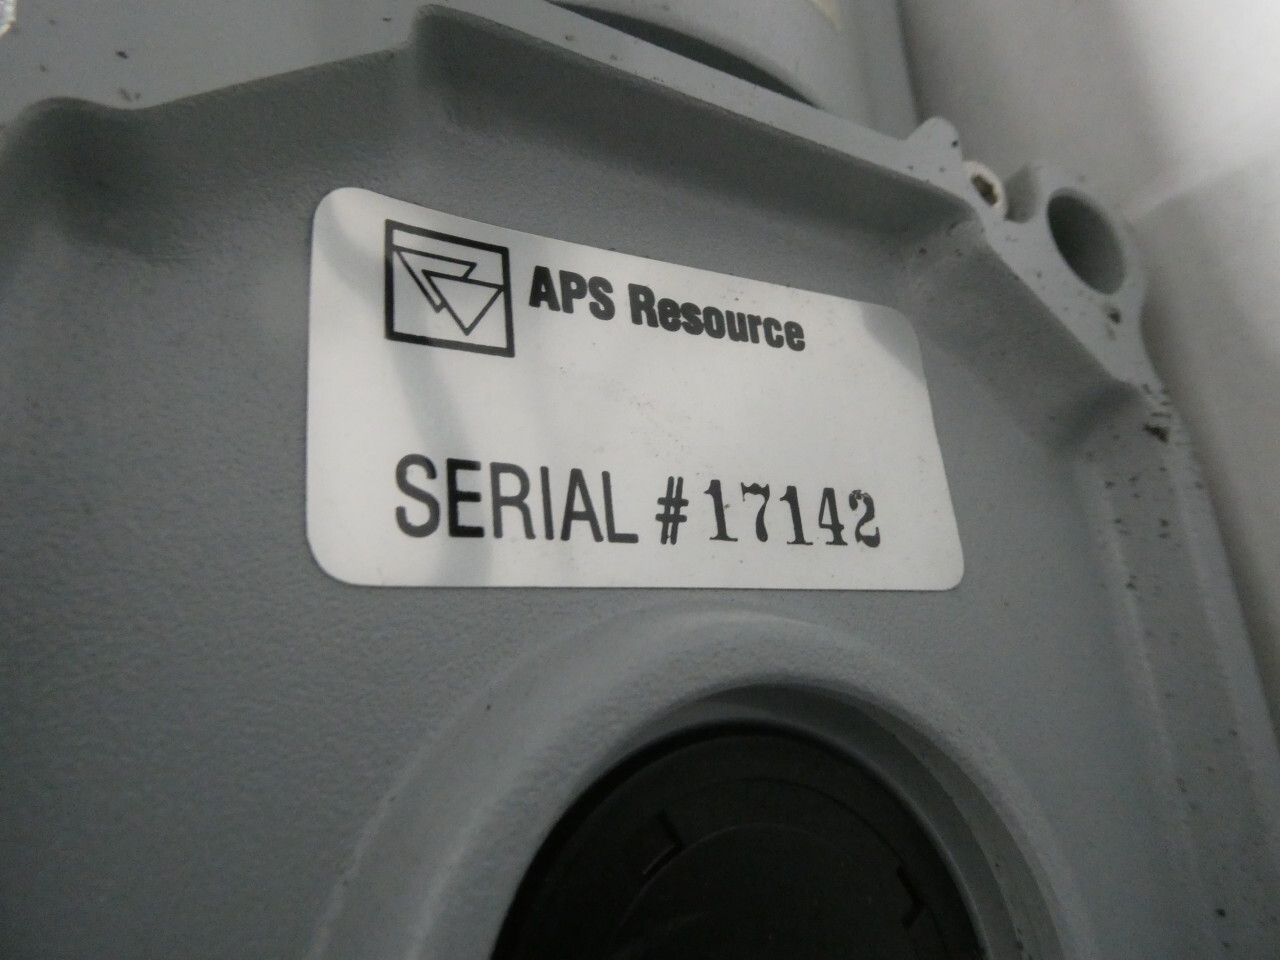 APS Resource
SERIAL #17142